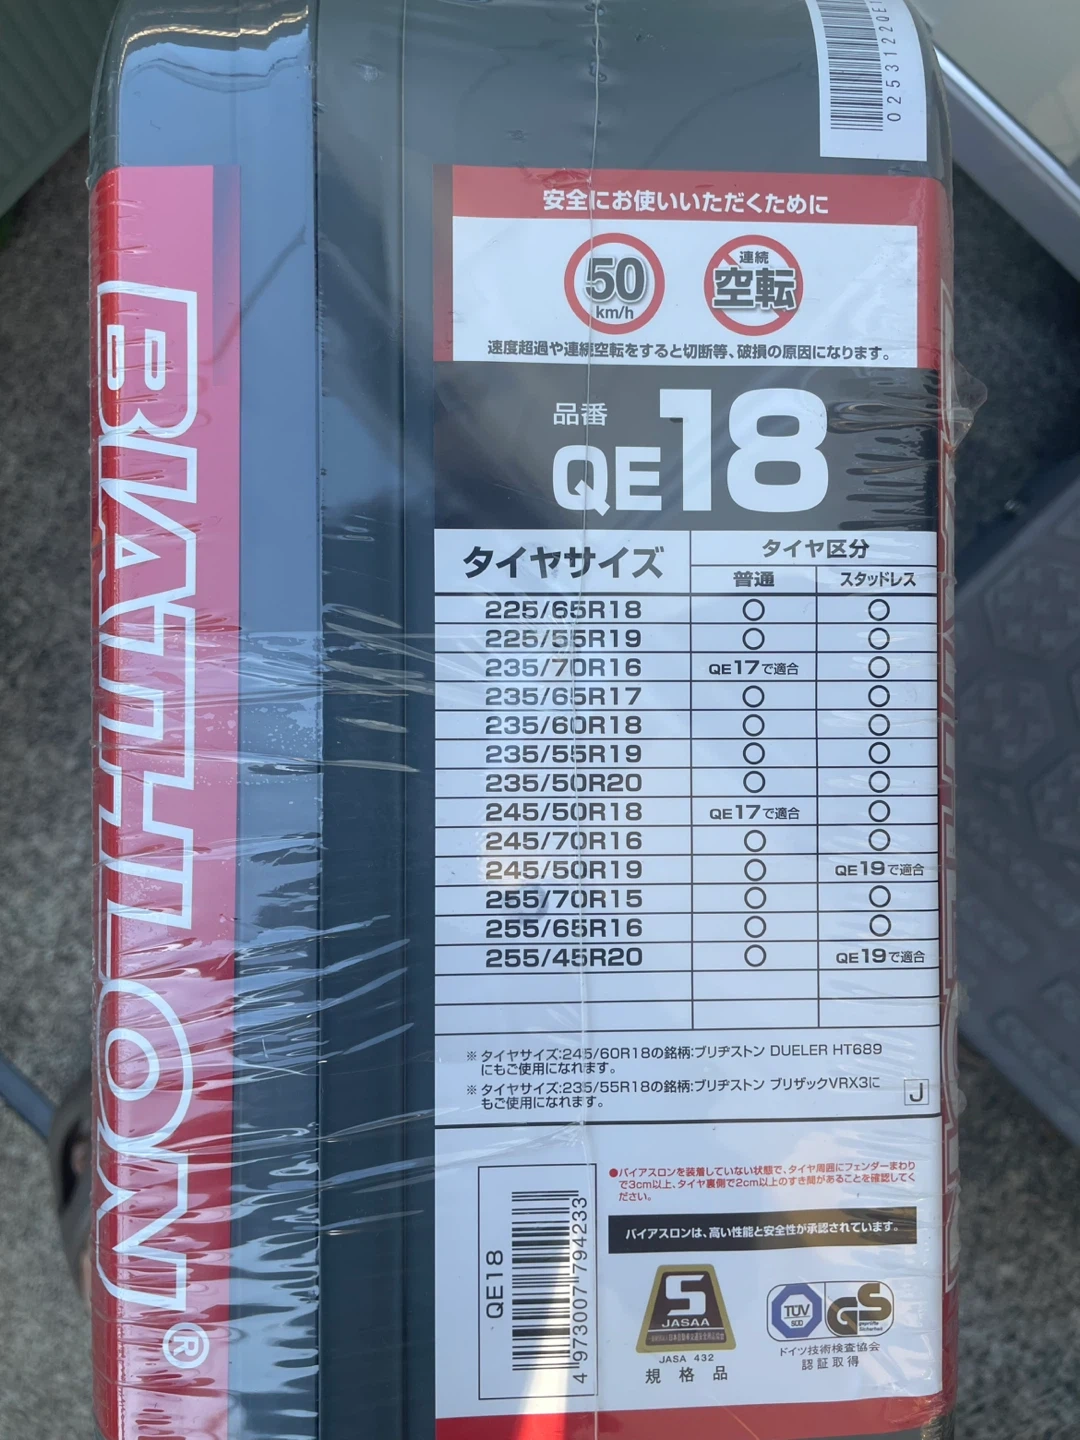 0253122QE1
安全にお使いいただくために
50
km/h
連続
空転
速度超過や連続空転をすると切断等、破損の原因になります。
品番
QE18
タイヤサイズ
タイヤ区分
普通 スタッドレス
225/65R18 ○ ○
225/55R19 ○ ○
235/70R16 QE17で適合 ○
235/65R17 ○ ○
235/60R18 ○ ○
235/55R19 ○ ○
235/50R20 ○ ○
245/50R18 QE17で適合 ○
245/70R16 ○ ○
245/50R19 ○ QE19で適合
255/70R15 ○ ○
255/65R16 ○ ○
255/45R20 ○ QE19で適合
※タイヤサイズ:245/60R18の銘柄:ブリヂストン DUELER HT689
にもご使用になれます。
※タイヤサイズ:235/55R18の銘柄:ブリヂストン ブリザックVRX3に
もご使用になれます。
J
●バイアスロンを装着していない状態で、タイヤ周囲にフェンダーまわり
で3cm以上、タイヤ裏側で2cm以上のすき間があることを確認してく
ださい。
バイアスロンは、高い性能と安全性が承認されています。
QE18
4 973007 794233
S
JASAA
JASA 432
規格品
TÜV
SÜD
GS
geprüfte
Sicherheit
ドイツ技術検査協会
認証取得
BIATHLON®